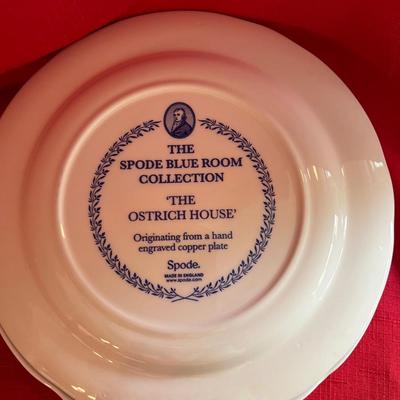 THE
SPODE BLUE ROOM
COLLECTION
'THE
OSTRICH HOUSE'
Originating from a hand
engraved copper plate
Spode.
MADE IN ENGLAND
www.spode.com